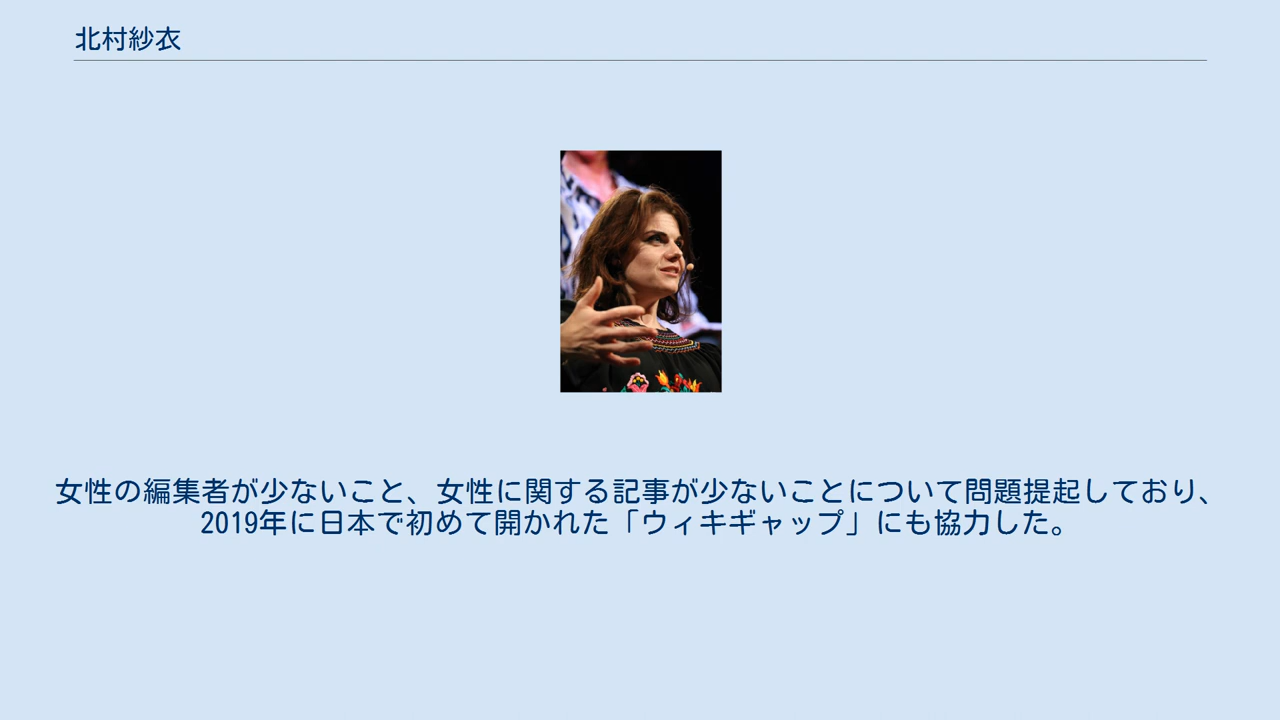 北村紗衣
女性の編集者が少ないこと、女性に関する記事が少ないことについて問題提起しており、
2019年に日本で初めて開かれた「ウィキギャップ」にも協力した。